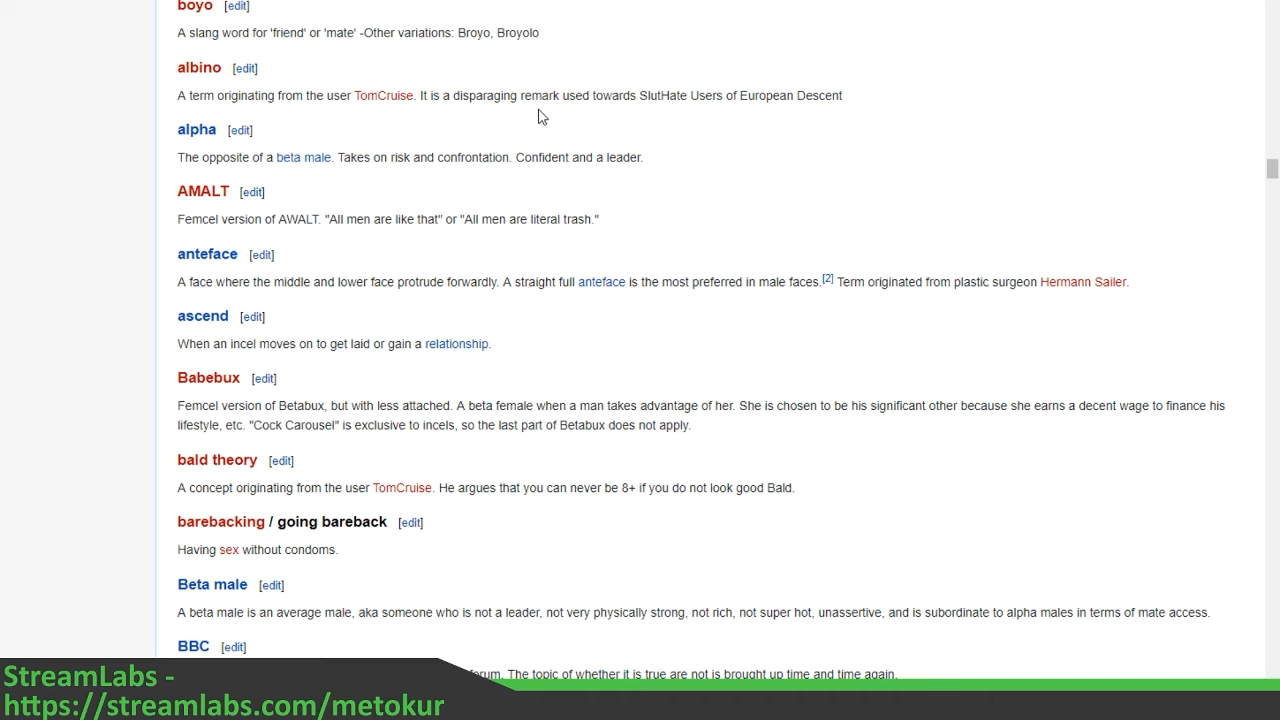 boyo [edit]
A slang word for 'friend' or 'mate' -Other variations: Broyo, Broyolo
albino [edit]
A term originating from the user TomCruise. It is a disparaging remark used towards SlutHate Users of European Descent
alpha [edit]
The opposite of a beta male. Takes on risk and confrontation. Confident and a leader.
AMALT [edit]
Femcel version of AWALT. "All men are like that" or "All men are literal trash."
anteface [edit]
A face where the middle and lower face protrude forwardly. A straight full anteface is the most preferred in male faces.[2] Term originated from plastic surgeon Hermann Sailer.
ascend [edit]
When an incel moves on to get laid or gain a relationship.
Babebux [edit]
Femcel version of Betabux, but with less attached. A beta female when a man takes advantage of her. She is chosen to be his significant other because she earns a decent wage to finance his
lifestyle, etc. "Cock Carousel" is exclusive to incels, so the last part of Betabux does not apply.
bald theory [edit]
A concept originating from the user TomCruise. He argues that you can never be 8+ if you do not look good Bald.
barebacking / going bareback [edit]
Having sex without condoms.
Beta male [edit]
A beta male is an average male, aka someone who is not a leader, not very physically strong, not rich, not super hot, unassertive, and is subordinate to alpha males in terms of mate access.
BBC [edit]
The topic of whether it is true are not is brought up time and time again.
StreamLabs -
https://streamlabs.com/metokur